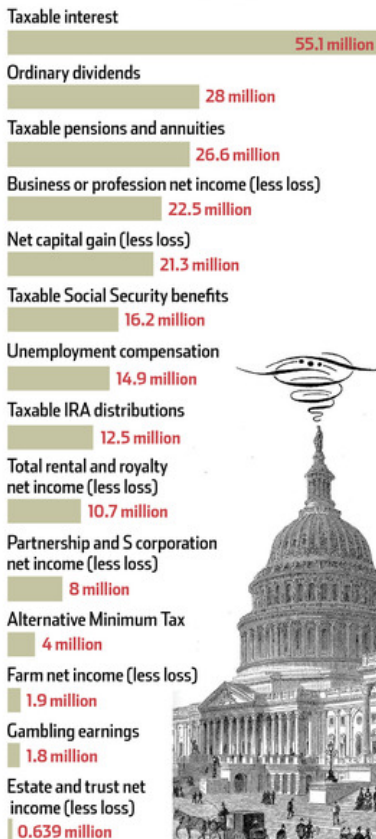 Taxable interest
55.1 million
Ordinary dividends
28 million
Taxable pensions and annuities
26.6 million
Business or profession net income (less loss)
22.5 million
Net capital gain (less loss)
21.3 million
Taxable Social Security benefits
16.2 million
Unemployment compensation
14.9 million
Taxable IRA distributions
12.5 million
Total rental and royalty
net income (less loss)
10.7 million
Partnership and S corporation
net income (less loss)
8 million
Alternative Minimum Tax
4 million
Farm net income (less loss)
1.9 million
Gambling earnings
1.8 million
Estate and trust net
income (less loss)
0.639 million